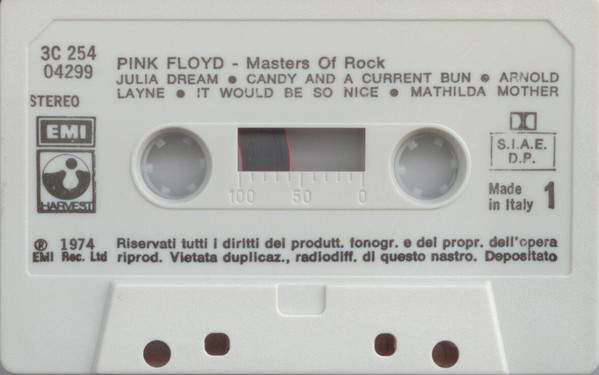 3C 254
04299
PINK FLOYD - Masters Of Rock
JULIA DREAM ● CANDY AND A CURRENT BUN ● ARNOLD
LAYNE ● IT WOULD BE SO NICE ● MATHILDA MOTHER
STEREO
EMI
HARVEST
100 50 0
S.I.A.E.
D.P.
Made
in Italy 1
℗ 1974
EMI Rec. Ltd
Riservati tutti i diritti dei produtt. fonogr. e dei propr. dell'opera
riprod. Vietata duplicaz., radiodiff. di questo nastro. Depositato